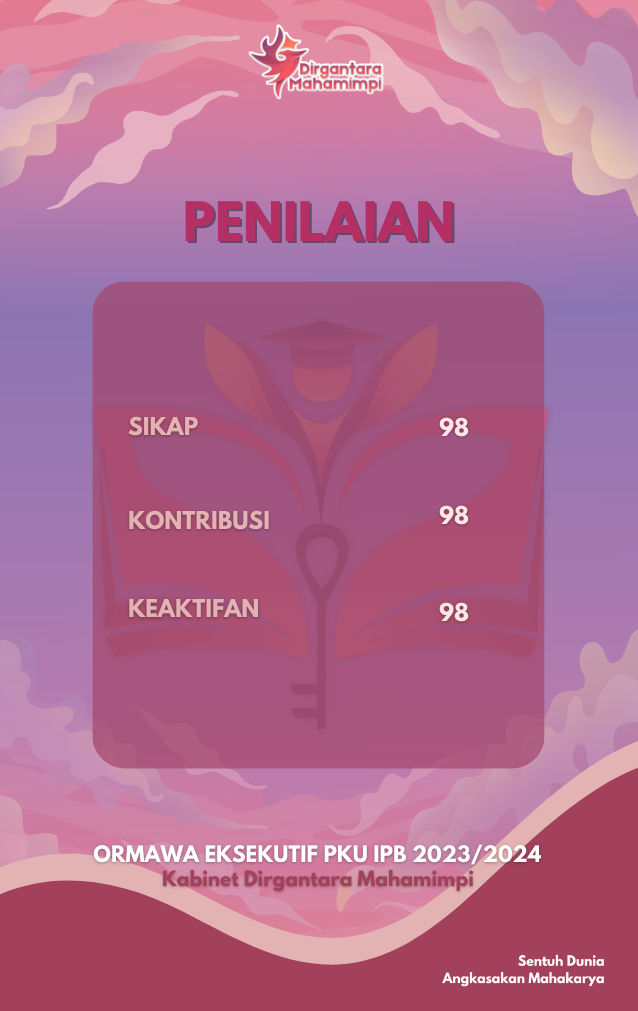 Dirgantara
Mahamimpi
PENILAIAN
SIKAP 98
KONTRIBUSI 98
KEAKTIFAN 98
ORMAWA EKSEKUTIF PKU IPB 2023/2024
Kabinet Dirgantara Mahamimpi
Sentuh Dunia
Angkasakan Mahakarya